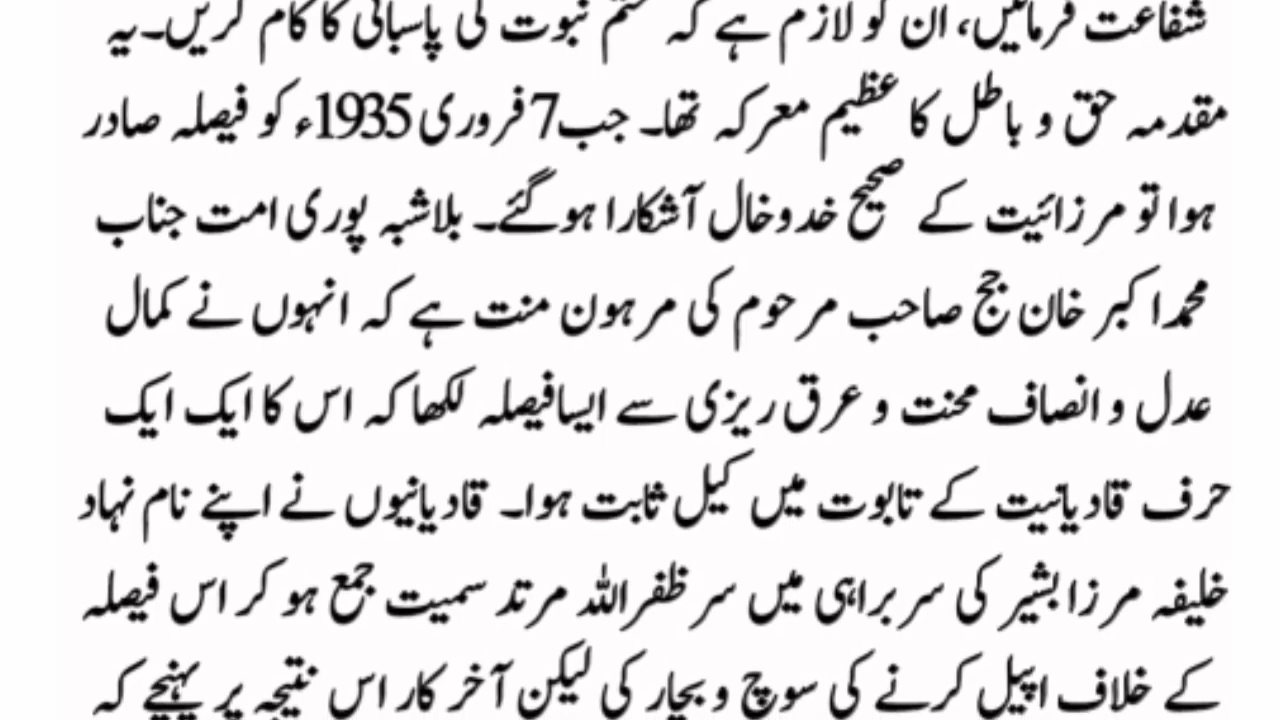 شفاعت فرمائیں، ان کو لازم ہے کہ ختم نبوت کی پاسبانی کا کام کریں۔ یہ
مقدمہ حق و باطل کا عظیم معرکہ تھا۔ جب 7 فروری 1935ء کو فیصلہ صادر
ہوا تو مرزائیت کے صحیح خدوخال آشکارا ہوگئے۔ بلاشبہ پوری امت جناب
محمد اکبر خان جج صاحب مرحوم کی مرہون منت ہے کہ انہوں نے کمال
عدل و انصاف محنت و عرق ریزی سے ایسا فیصلہ لکھا کہ اس کا ایک ایک
حرف قادیانیت کے تابوت میں کیل ثابت ہوا۔ قادیانیوں نے اپنے نام نہاد
خلیفہ مرزا بشیر کی سربراہی میں سر ظفراللہ مرتد سمیت جمع ہو کر اس فیصلہ
کے خلاف اپیل کرنے کی سوچ و بچار کی لیکن آخر کار اس نتیجہ پر پہنچے کہ